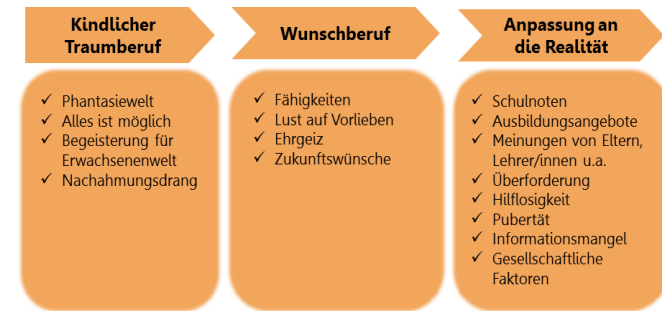 Kindlicher
Traumberuf
Wunschberuf
Anpassung an
die Realität
✓ Phantasiewelt
✓ Alles ist möglich
✓ Begeisterung für
Erwachsenenwelt
✓ Nachahmungsdrang
✓ Fähigkeiten
✓ Lust auf Vorlieben
✓ Ehrgeiz
✓ Zukunftswünsche
✓ Schulnoten
✓ Ausbildungsangebote
✓ Meinungen von Eltern,
Lehrer/innen u.a.
✓ Überforderung
✓ Hilflosigkeit
✓ Pubertät
✓ Informationsmangel
✓ Gesellschaftliche
Faktoren